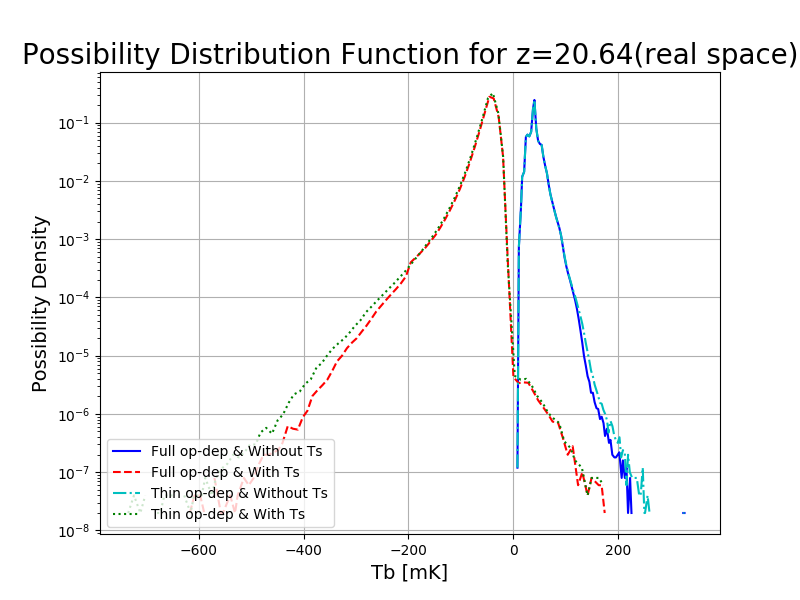 Possibility Distribution Function for z=20.64(real space)
Possibility Density
10⁻¹
10⁻²
10⁻³
10⁻⁴
10⁻⁵
10⁻⁶
10⁻⁷
10⁻⁸
Full op-dep & Without Ts
Full op-dep & With Ts
Thin op-dep & Without Ts
Thin op-dep & With Ts
−600 −400 −200 0 200
Tb [mK]